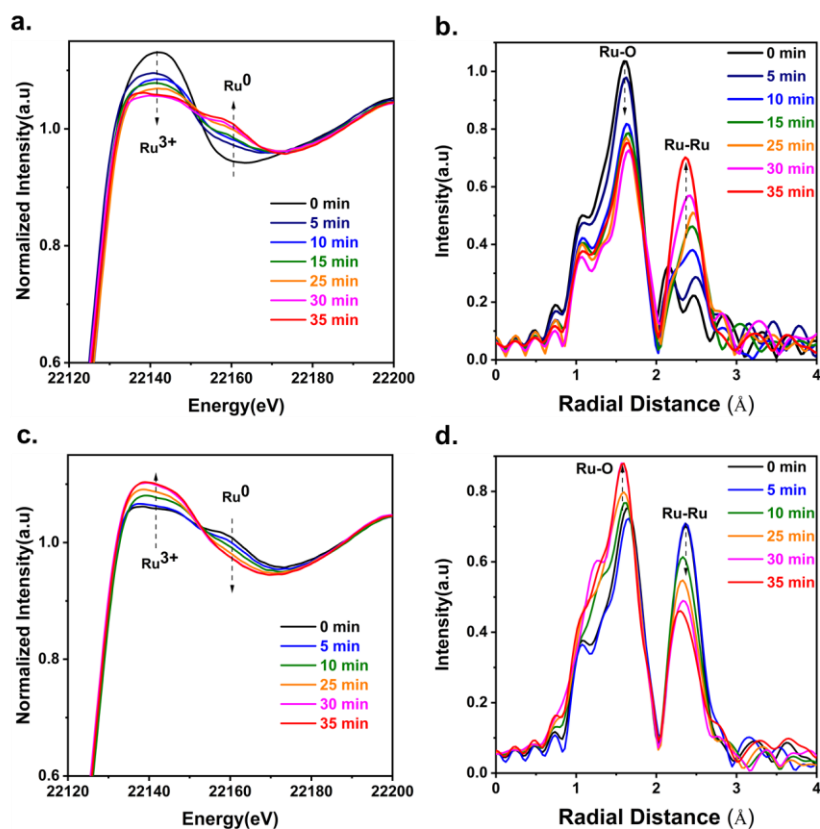 a.
Normalized Intensity(a.u)
1.0
0.8
0.6
22120 22140 22160 22180 22200
Energy(eV)
Ru3+
Ru0
0 min
5 min
10 min
15 min
25 min
30 min
35 min
b.
Intensity(a.u)
1.0
0.8
0.6
0.4
0.2
0.0
0 1 2 3 4
Radial Distance (Å)
Ru-O
Ru-Ru
0 min
5 min
10 min
15 min
25 min
30 min
35 min
c.
Normalized Intensity(a.u)
1.0
0.8
0.6
22120 22140 22160 22180 22200
Energy(eV)
Ru3+
Ru0
0 min
5 min
10 min
25 min
30 min
35 min
d.
Intensity(a.u)
0.8
0.6
0.4
0.2
0.0
0 1 2 3 4
Radial Distance (Å)
Ru-O
Ru-Ru
0 min
5 min
10 min
25 min
30 min
35 min